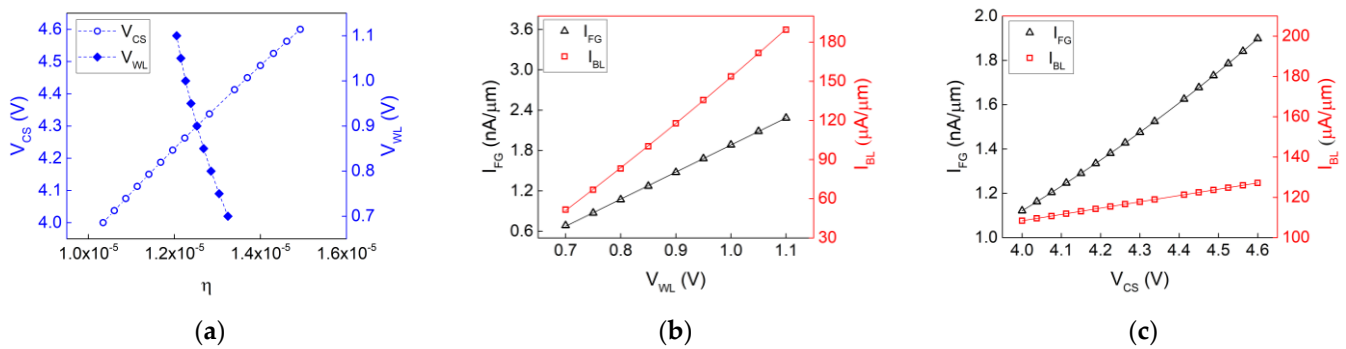 4.6
4.5
4.4
4.3
4.2
4.1
4.0
V_CS (V)
V_CS
V_WL
1.1
1.0
0.9
0.8
0.7
V_WL (V)
1.0x10^-5 1.2x10^-5 1.4x10^-5 1.6x10^-5
η
(a)
3.6
3.0
2.4
1.8
1.2
0.6
I_FG (nA/μm)
I_FG
I_BL
190
150
120
90
60
30
I_BL (μA/μm)
0.7 0.8 0.9 1.0 1.1
V_WL (V)
(b)
2.0
1.8
1.6
1.4
1.2
1.0
I_FG (nA/μm)
I_FG
I_BL
200
180
160
140
120
100
I_BL (μA/μm)
4.0 4.1 4.2 4.3 4.4 4.5 4.6
V_CS (V)
(c)